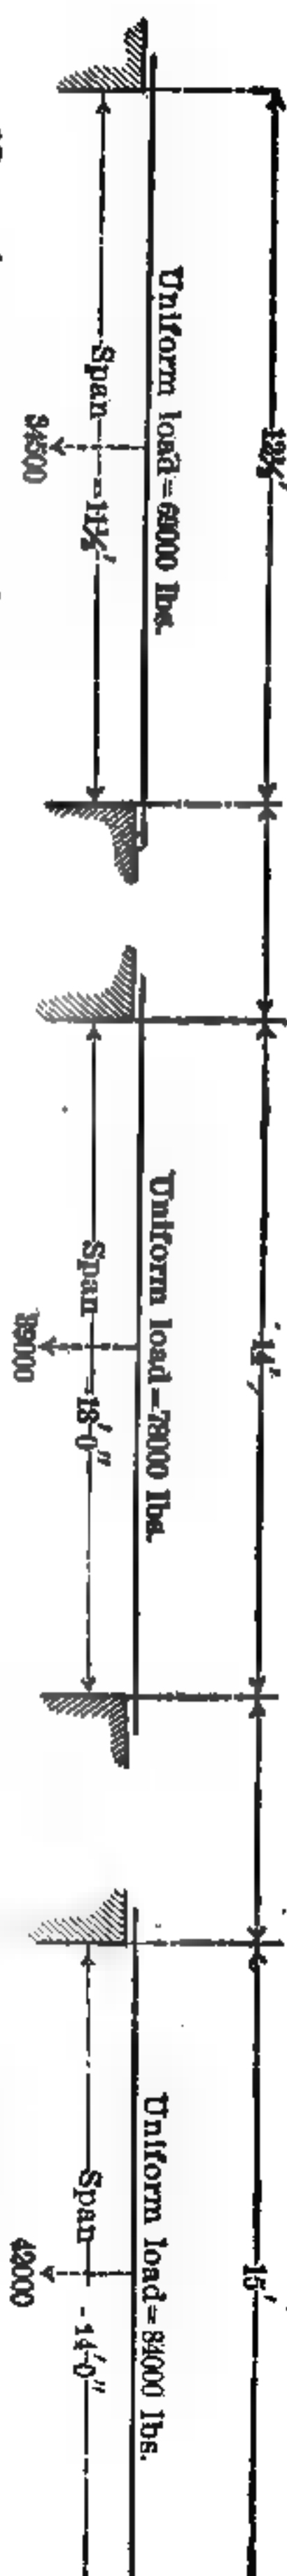 12½'
Uniform load = 69000 lbs.
Span = 11½'
34500
14'
Uniform load = 78000 lbs.
Span = 13'-0"
39000
15'
Uniform load = 84000 lbs.
Span - 14'-0"
42000